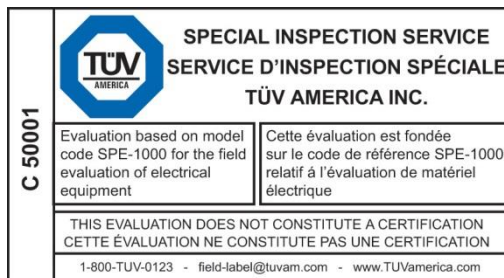 C 50001
TÜV
AMERICA
SPECIAL INSPECTION SERVICE
SERVICE D'INSPECTION SPÉCIALE
TÜV AMERICA INC.
Evaluation based on model
code SPE-1000 for the field
evaluation of electrical
equipment
Cette évaluation est fondée
sur le code de référence SPE-1000
relatif á l'évaluation de matériel
électrique
THIS EVALUATION DOES NOT CONSTITUTE A CERTIFICATION
CETTE ÉVALUATION NE CONSTITUTE PAS UNE CERTIFICATION
1-800-TUV-0123 - field-label@tuvam.com - www.TUVamerica.com